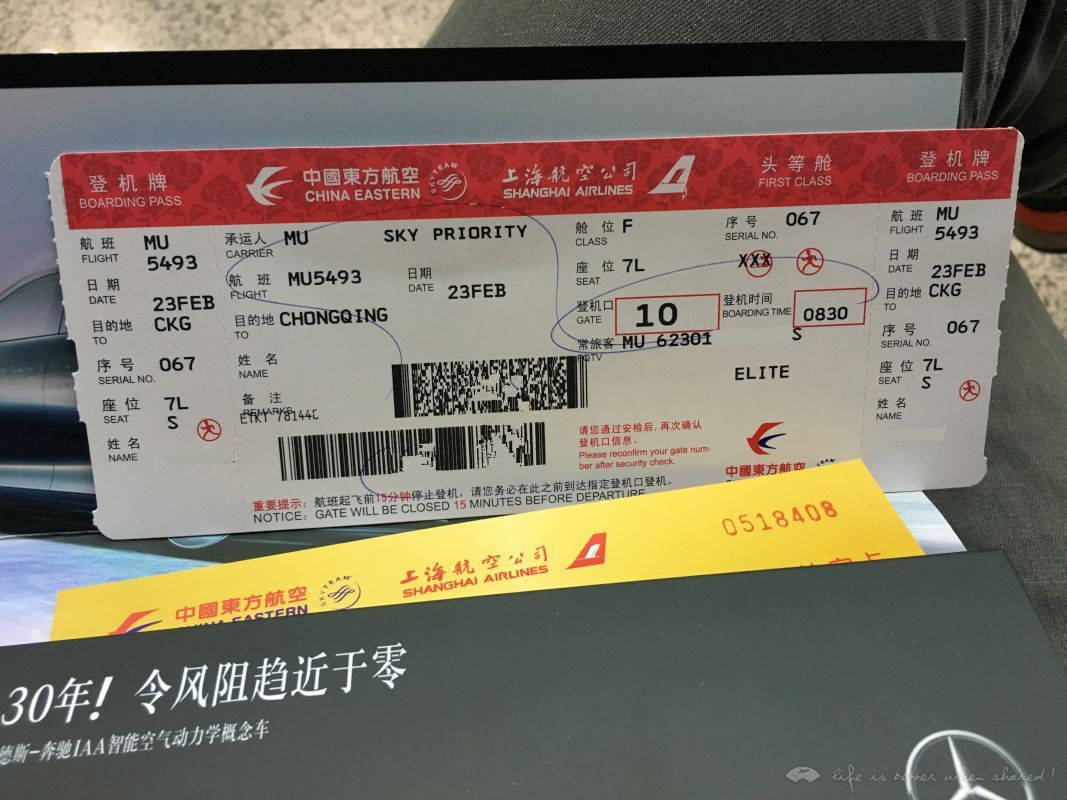 登机牌
BOARDING PASS
中國東方航空
CHINA EASTERN
SKYTEAM
上海航空公司
SHANGHAI AIRLINES
头等舱
FIRST CLASS
登机牌
BOARDING PASS
航班 MU
FLIGHT 5493
日期
DATE 23FEB
目的地 CKG
TO
序号 067
SERIAL NO.
座位 7L
SEAT S
姓名
NAME
承运人 MU SKY PRIORITY
CARRIER
航班 MU5493 日期
FLIGHT DATE 23FEB
目的地 CHONGQING
TO
姓名
NAME
备注
REMARKS
ETKT 78144
舱位 F
CLASS
序号 067
SERIAL NO.
座位 7L
SEAT
XXX
登机口 10
GATE
登机时间
BOARDING TIME 0830
常旅客 MU 62301 S
FQTV
ELITE
请您通过安检后,再次确认
登机口信息。
Please reconfirm your gate num-
ber after security check.
中國東方航空
重要提示:航班起飞前15分钟停止登机,请您务必在此之前到达指定登机口登机。
NOTICE: GATE WILL BE CLOSED 15 MINUTES BEFORE DEPARTURE
航班 MU
FLIGHT 5493
日期
DATE 23FEB
目的地 CKG
TO
序号 067
SERIAL NO.
座位 7L
SEAT S
姓名
NAME
0518408
中國東方航空
CHINA EASTERN
SKYTEAM
上海航空公司
SHANGHAI AIRLINES
30年!令风阻趋近于零
德斯-奔驰IAA智能空气动力学概念车
life is better when shared!